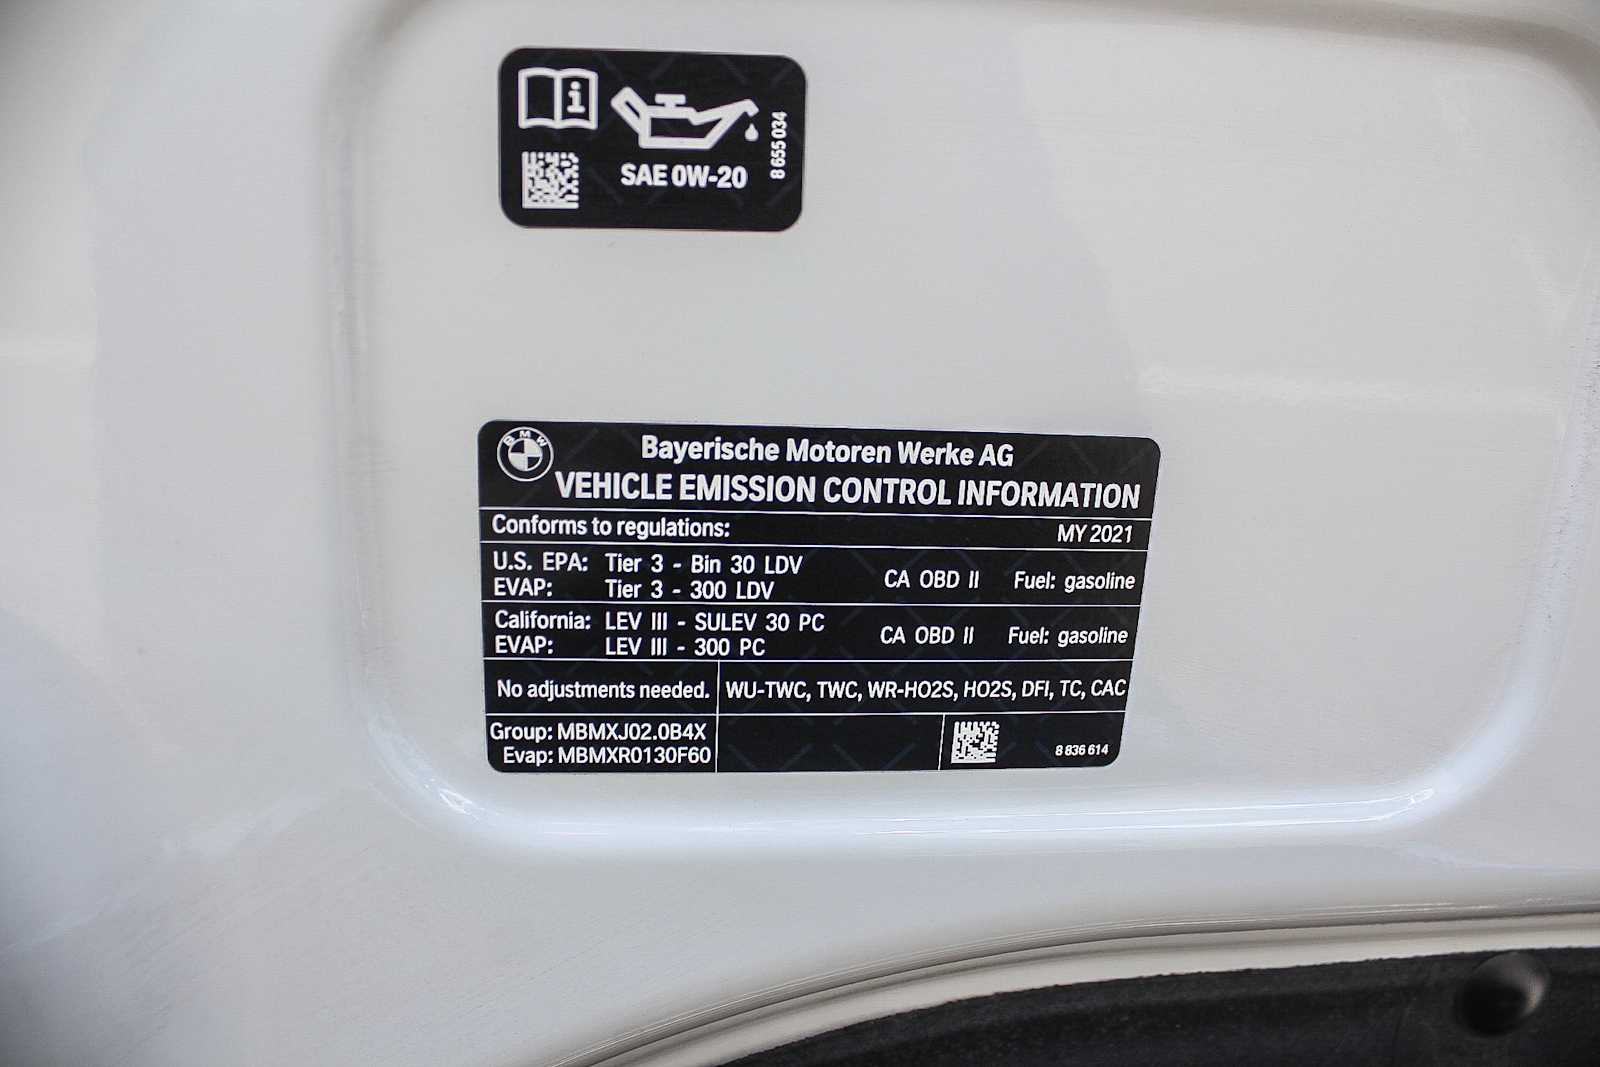 i
SAE 0W-20
8 655 034
BMW
Bayerische Motoren Werke AG
VEHICLE EMISSION CONTROL INFORMATION
Conforms to regulations: MY 2021
U.S. EPA: Tier 3 - Bin 30 LDV
EVAP: Tier 3 - 300 LDV
CA OBD II Fuel: gasoline
California: LEV III - SULEV 30 PC
EVAP: LEV III - 300 PC
CA OBD II Fuel: gasoline
No adjustments needed. WU-TWC, TWC, WR-HO2S, HO2S, DFI, TC, CAC
Group: MBMXJ02.0B4X
Evap: MBMXR0130F60
8 836 614